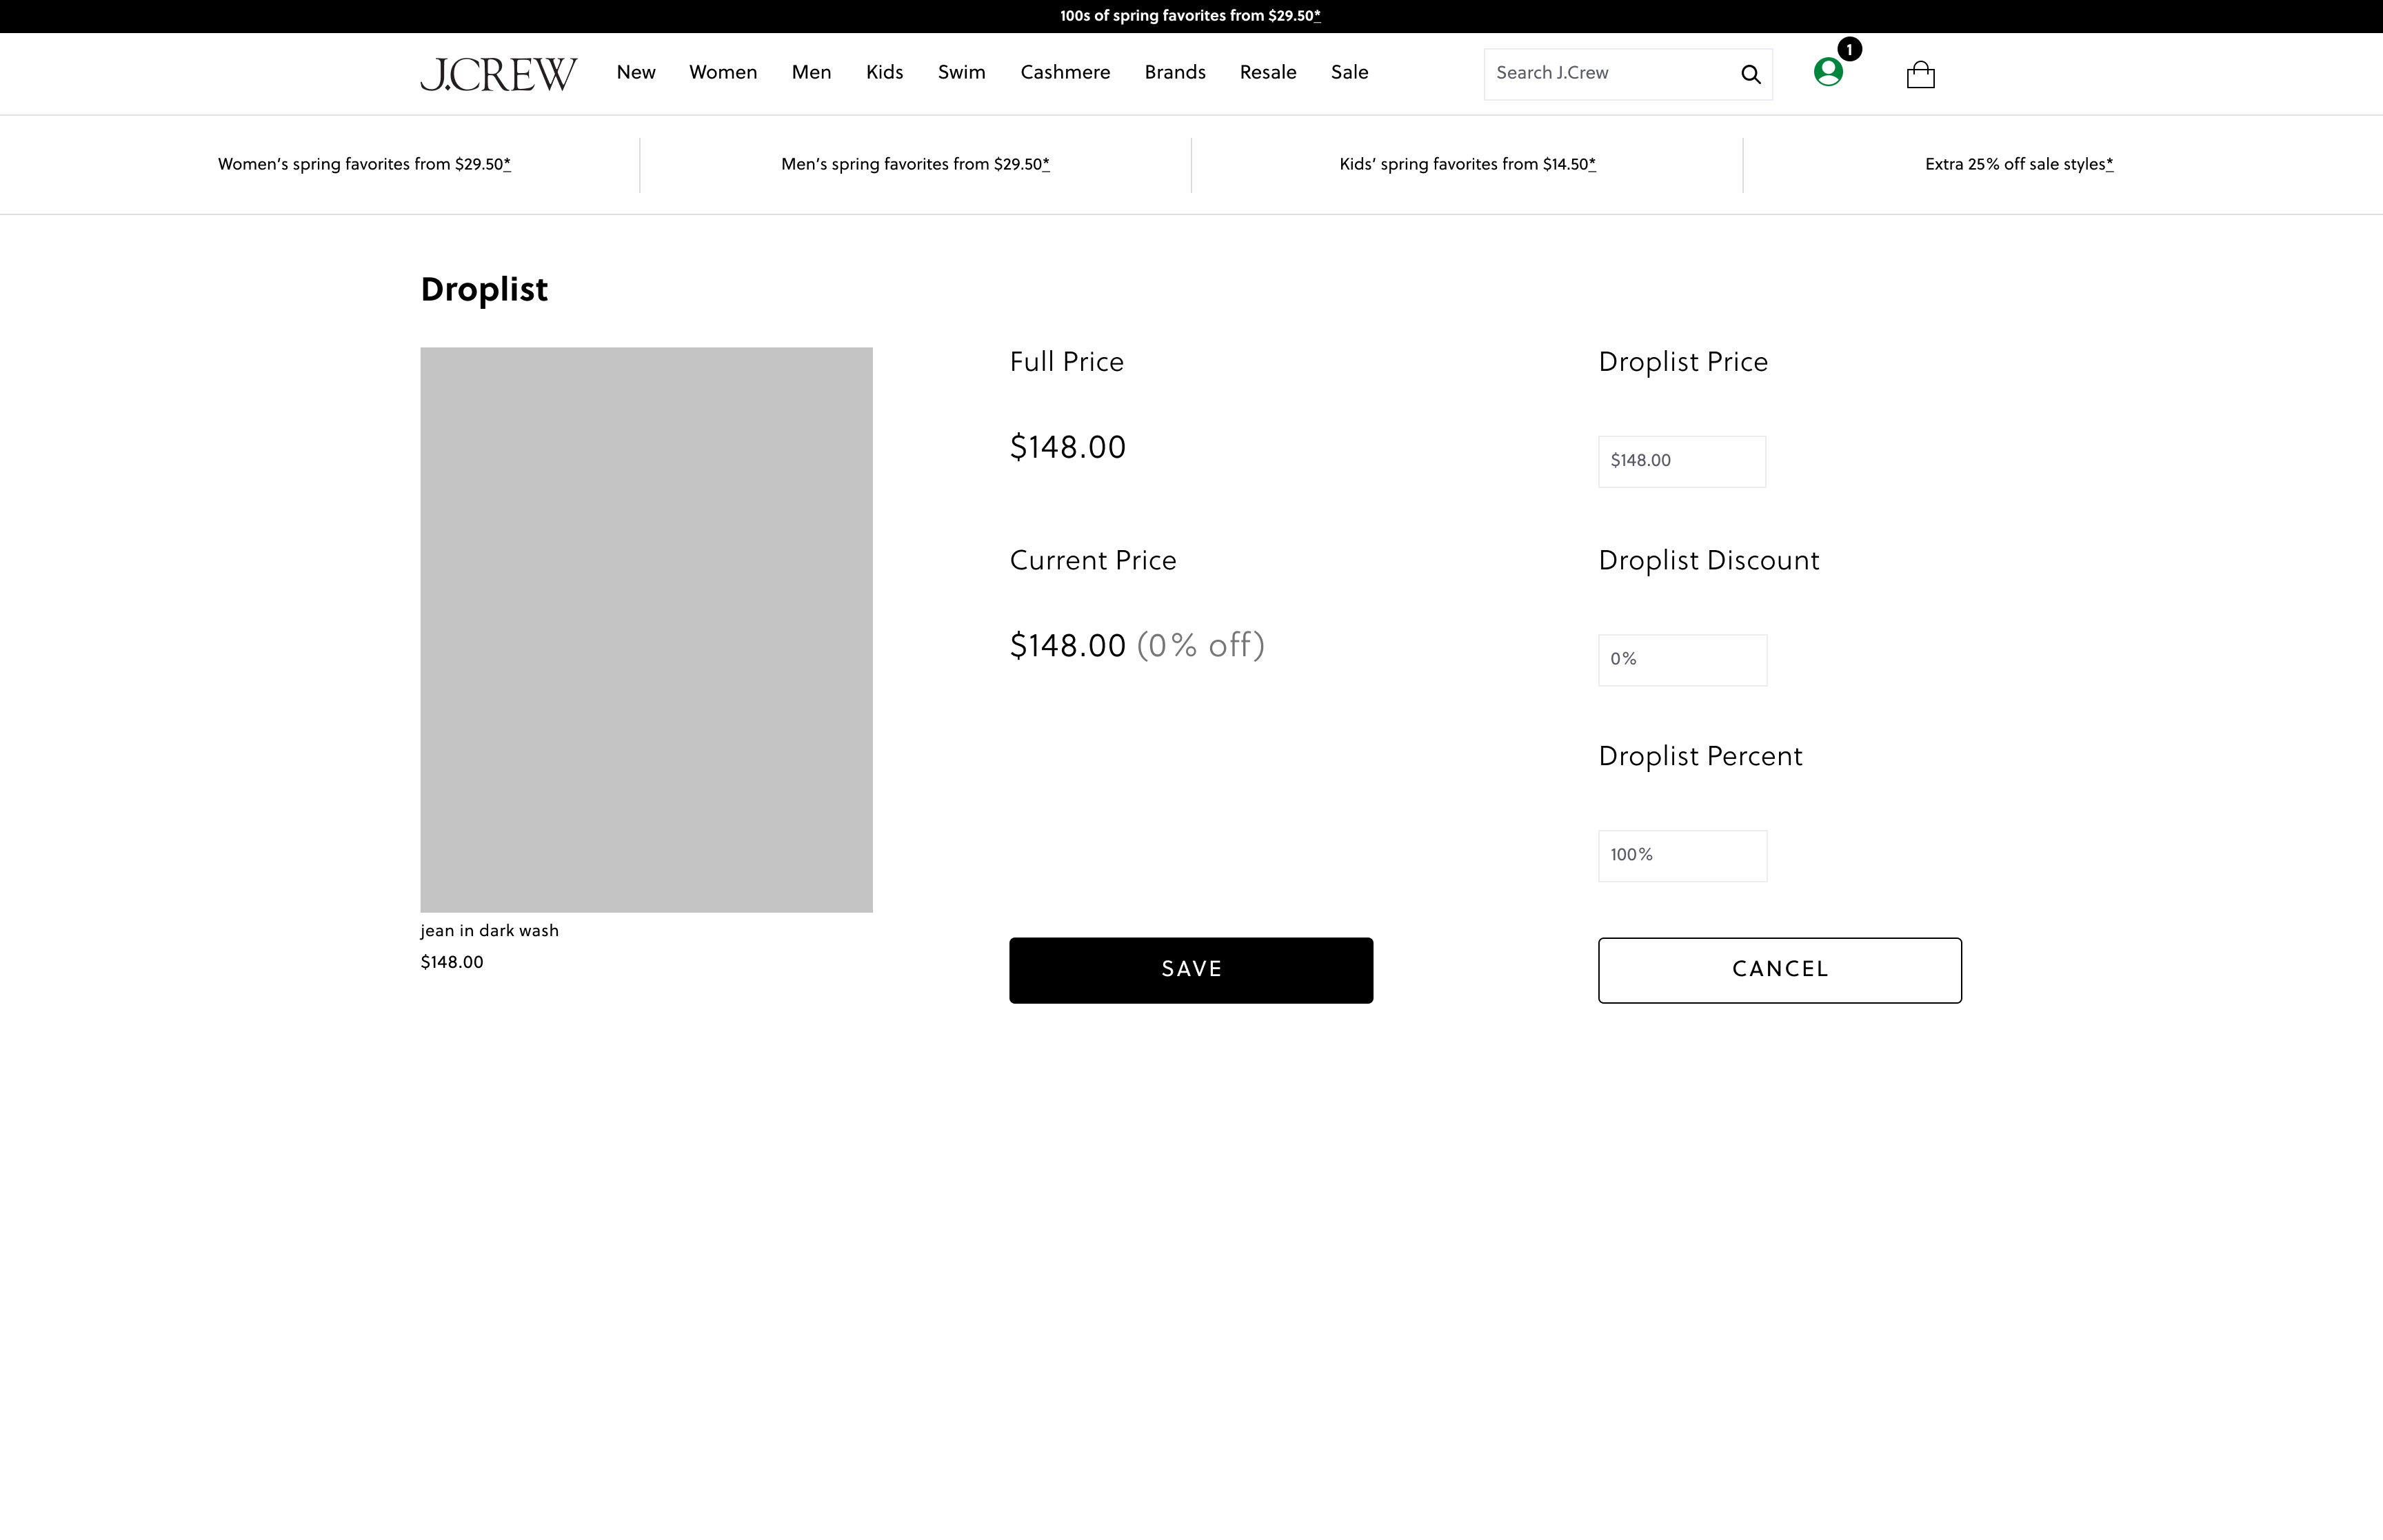 100s of spring favorites from $29.50*
J.CREW New Women Men Kids Swim Cashmere Brands Resale Sale Search J.Crew 1
Women’s spring favorites from $29.50* Men’s spring favorites from $29.50* Kids’ spring favorites from $14.50* Extra 25% off sale styles*
Droplist
Full Price
$148.00
Current Price
$148.00 (0% off)
Droplist Price
$148.00
Droplist Discount
0%
Droplist Percent
100%
jean in dark wash
$148.00
SAVE
CANCEL